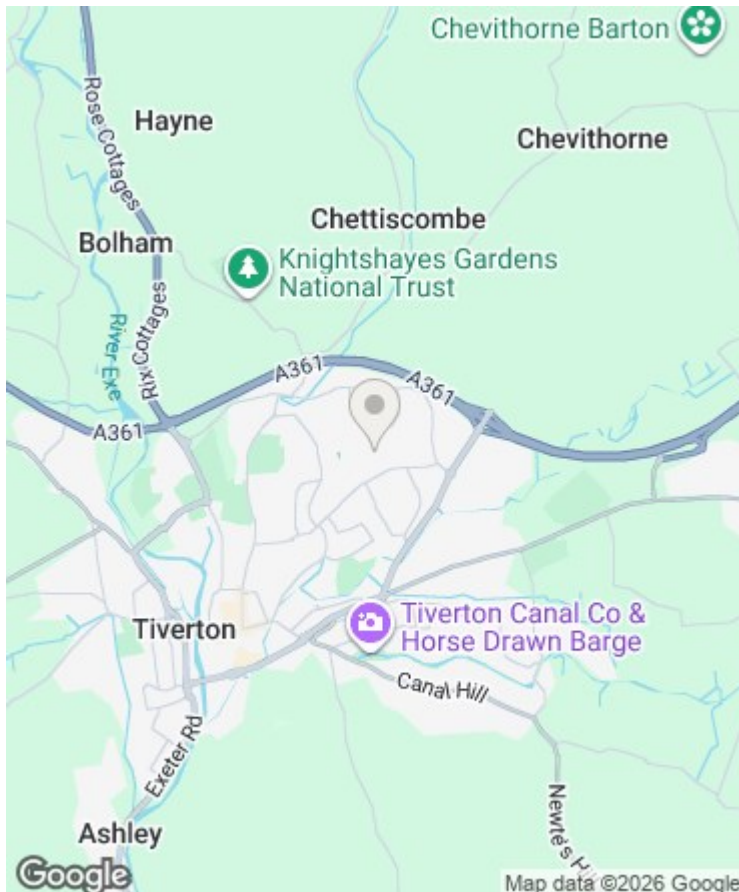 Chevithorne Barton
Hayne
Rose Cottages
Chevithorne
Chettiscombe
Bolham
Knightshayes Gardens
National Trust
River Exe
Rix Cottages
A361
A361
A361
Tiverton
Tiverton Canal Co &
Horse Drawn Barge
Canal Hill
Exeter Rd
Newte's Hill
Ashley
Google
Map data ©2026 Google